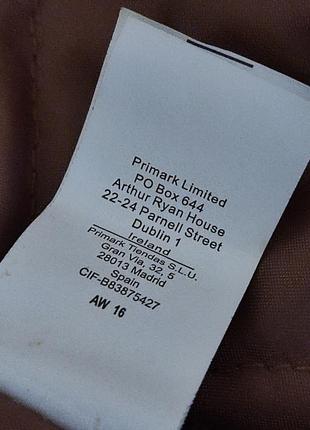 Primark Limited
PO Box 644
Arthur Ryan House
22-24 Parnell Street
Dublin 1
Ireland
Primark Tiendas S.L.U.
Gran Via, 32, 5
28013 Madrid
Spain
CIF-B83875427
AW 16